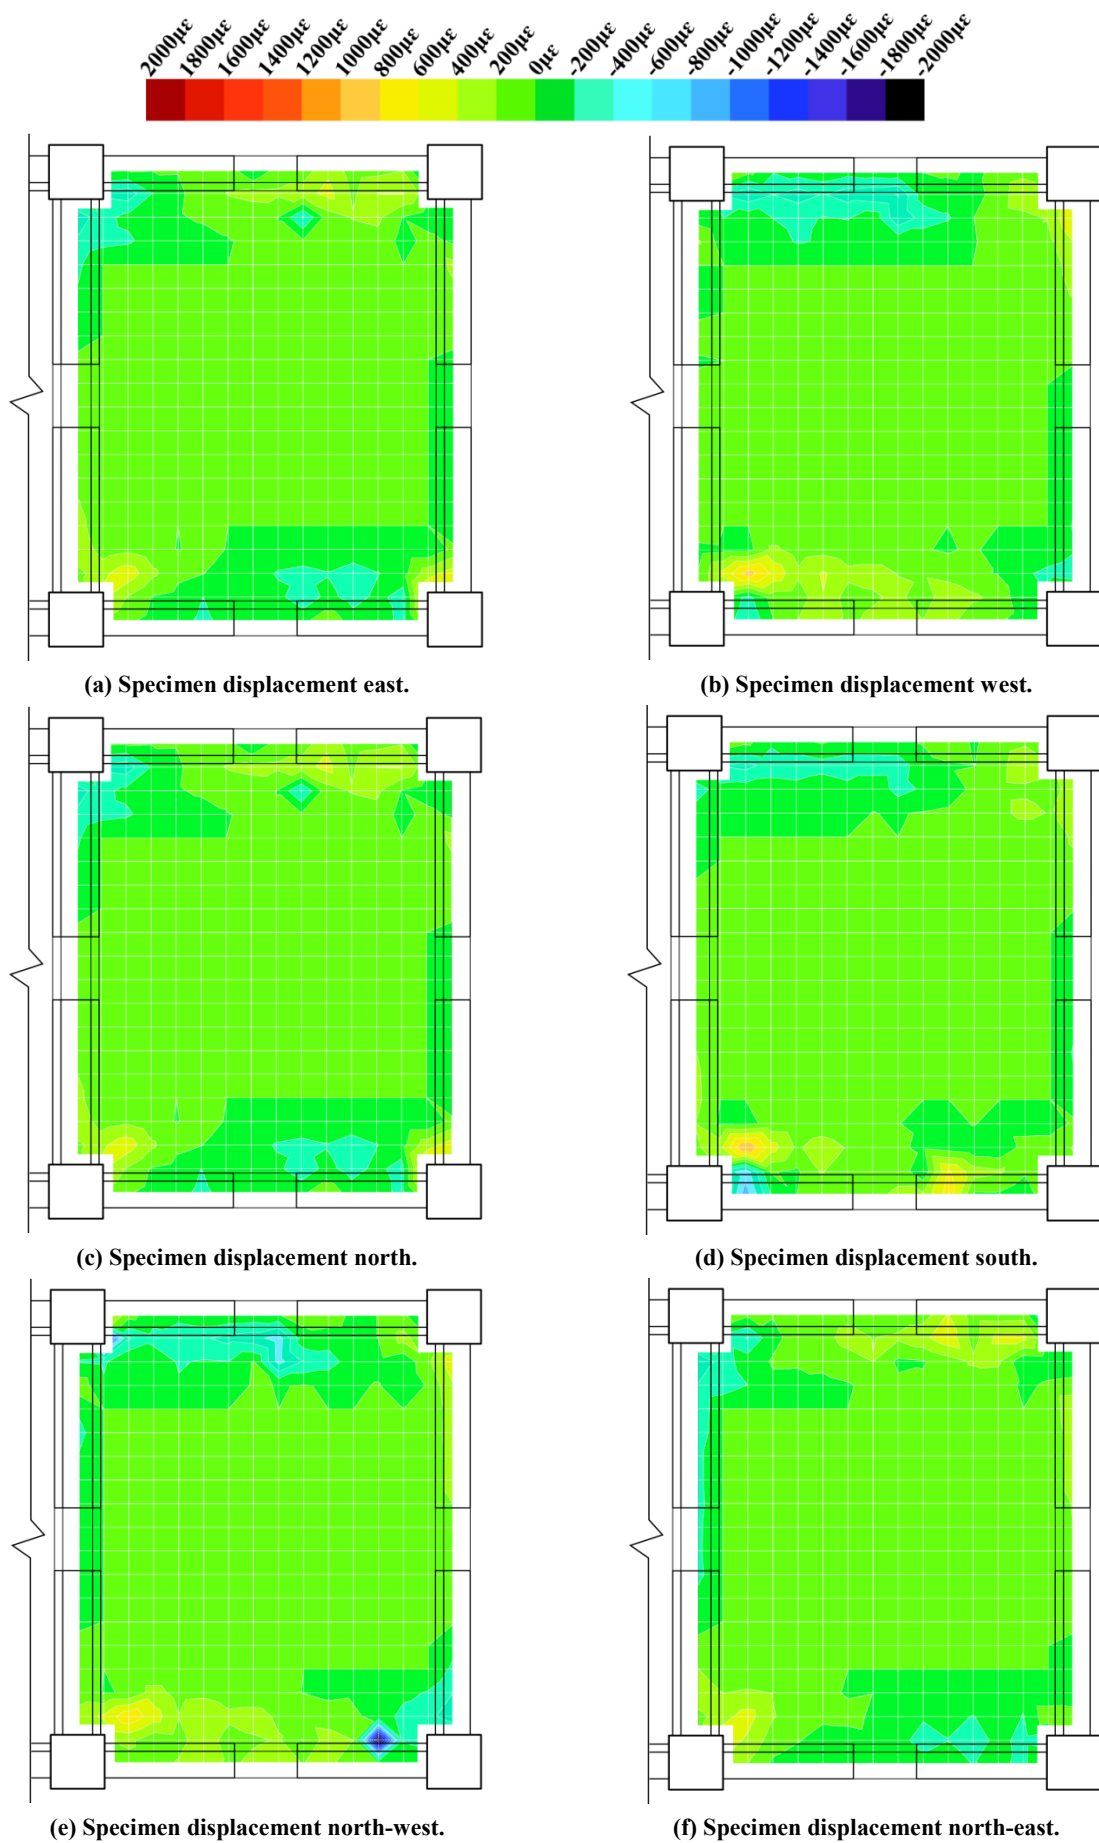 2000με 1800με 1600με 1400με 1200με 1000με 800με 600με 400με 200με 0με -200με -400με -600με -800με -1000με -1200με -1400με -1600με -1800με -2000με
(a) Specimen displacement east.
(b) Specimen displacement west.
(c) Specimen displacement north.
(d) Specimen displacement south.
(e) Specimen displacement north-west.
(f) Specimen displacement north-east.